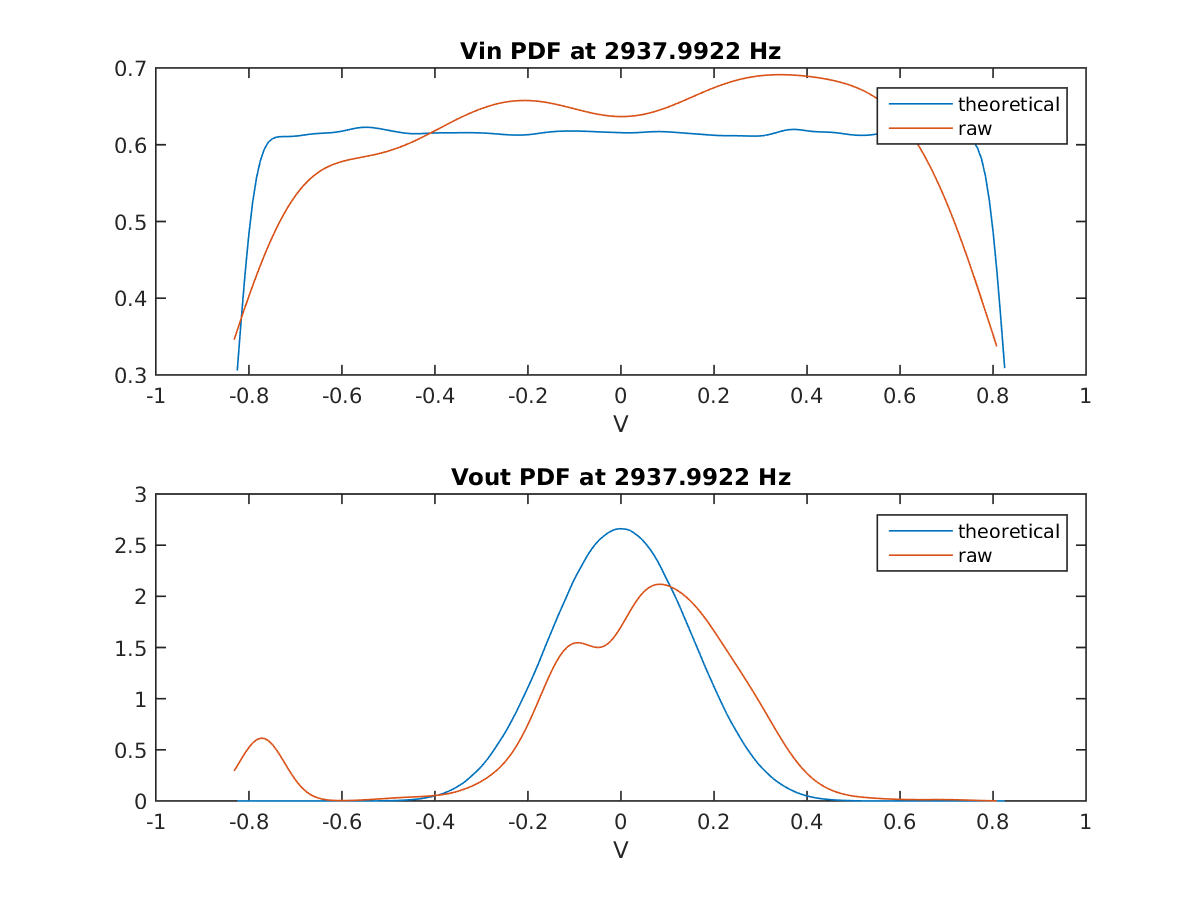 Vin PDF at 2937.9922 Hz
0.7
0.6
0.5
0.4
0.3
theoretical
raw
-1 -0.8 -0.6 -0.4 -0.2 0 0.2 0.4 0.6 0.8 1
V
Vout PDF at 2937.9922 Hz
3
2.5
2
1.5
1
0.5
0
theoretical
raw
-1 -0.8 -0.6 -0.4 -0.2 0 0.2 0.4 0.6 0.8 1
V